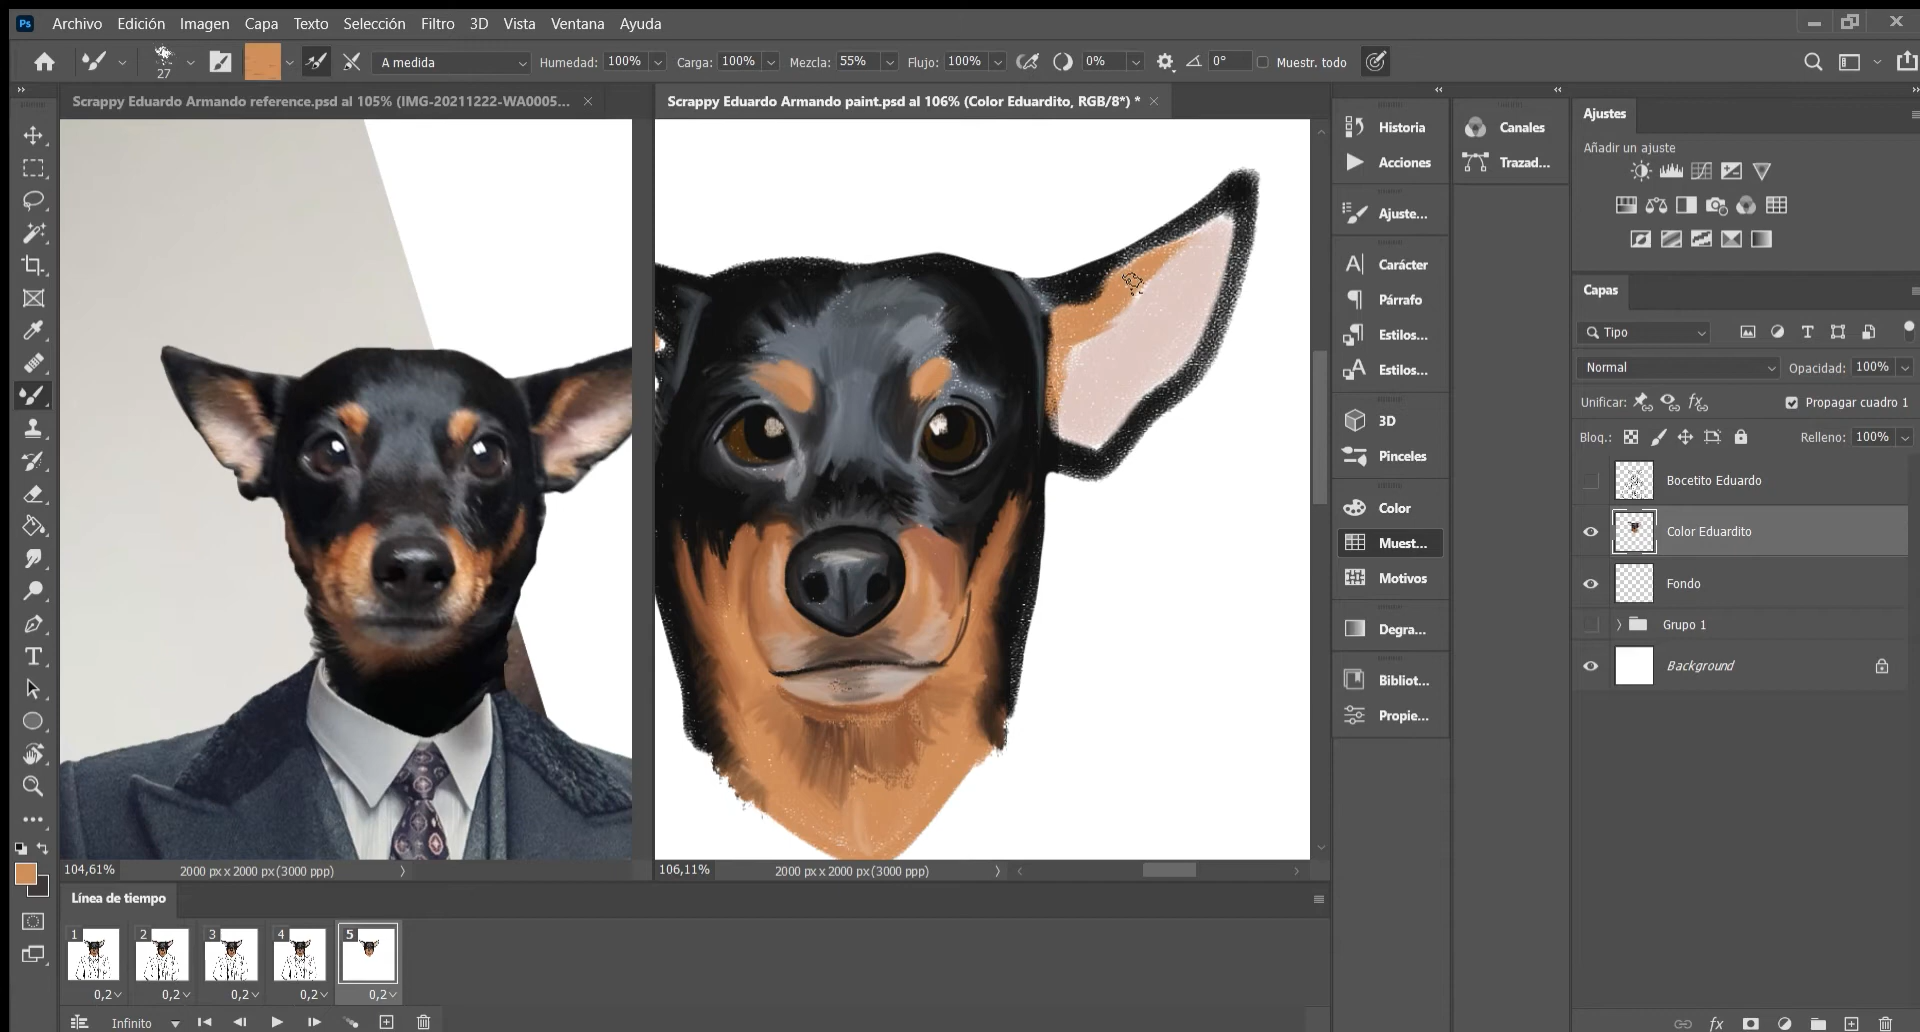 Ps Archivo Edición Imagen Capa Texto Selección Filtro 3D Vista Ventana Ayuda
27 A medida Humedad: 100% Carga: 100% Mezcla: 55% Flujo: 100% 0% 0° Muestr. todo
Scrappy Eduardo Armando reference.psd al 105% (IMG-20211222-WA0005...
Scrappy Eduardo Armando paint.psd al 106% (Color Eduardito, RGB/8*) *
Historia
Acciones
Ajuste...
Carácter
Párrafo
Estilos...
Estilos...
3D
Pinceles
Color
Muest...
Motivos
Degra...
Bibliot...
Propie...
Canales
Trazad...
Ajustes
Añadir un ajuste
Capas
Tipo
Normal Opacidad: 100%
Unificar: Propagar cuadro 1
Bloq.: Relleno: 100%
Bocetito Eduardo
Color Eduardito
Fondo
Grupo 1
Background
104,61% 2000 px x 2000 px (3000 ppp)
106,11% 2000 px x 2000 px (3000 ppp)
Línea de tiempo
1 2 3 4 5
0,2 0,2 0,2 0,2 0,2
Infinito
fx